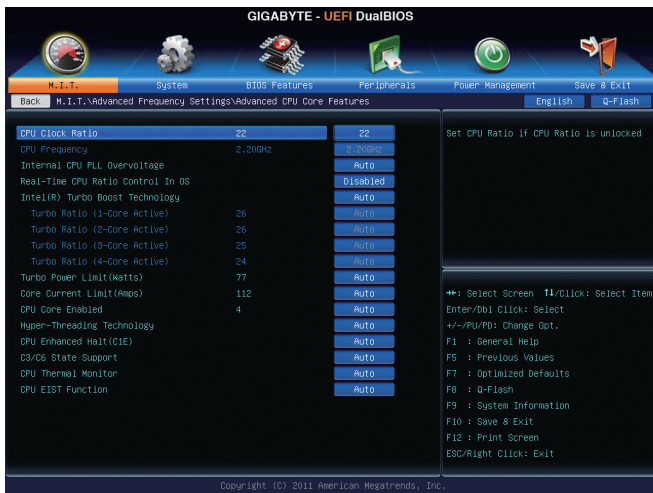 GIGABYTE - UEFI DualBIOS
M.I.T. System BIOS Features Peripherals Power Management Save & Exit
Back M.I.T.\Advanced Frequency Settings\Advanced CPU Core Features English Q-Flash
CPU Clock Ratio 22 22
CPU Frequency 2.20GHz 2.20GHz
Internal CPU PLL Overvoltage Auto
Real-Time CPU Ratio Control In OS Disabled
Intel(R) Turbo Boost Technology Auto
Turbo Ratio (1-Core Active) 26 Auto
Turbo Ratio (2-Core Active) 26 Auto
Turbo Ratio (3-Core Active) 25 Auto
Turbo Ratio (4-Core Active) 24 Auto
Turbo Power Limit(Watts) 77 Auto
Core Current Limit(Amps) 112 Auto
CPU Core Enabled 4 Auto
Hyper-Threading Technology Auto
CPU Enhanced Halt(C1E) Auto
C3/C6 State Support Auto
CPU Thermal Monitor Auto
CPU EIST Function Auto
Set CPU Ratio if CPU Ratio is unlocked
→←: Select Screen ↑↓/Click: Select Item
Enter/Dbl Click: Select
+/-/PU/PD: Change Opt.
F1 : General Help
F5 : Previous Values
F7 : Optimized Defaults
F8 : Q-Flash
F9 : System Information
F10 : Save & Exit
F12 : Print Screen
ESC/Right Click: Exit
Copyright (C) 2011 American Megatrends, Inc.